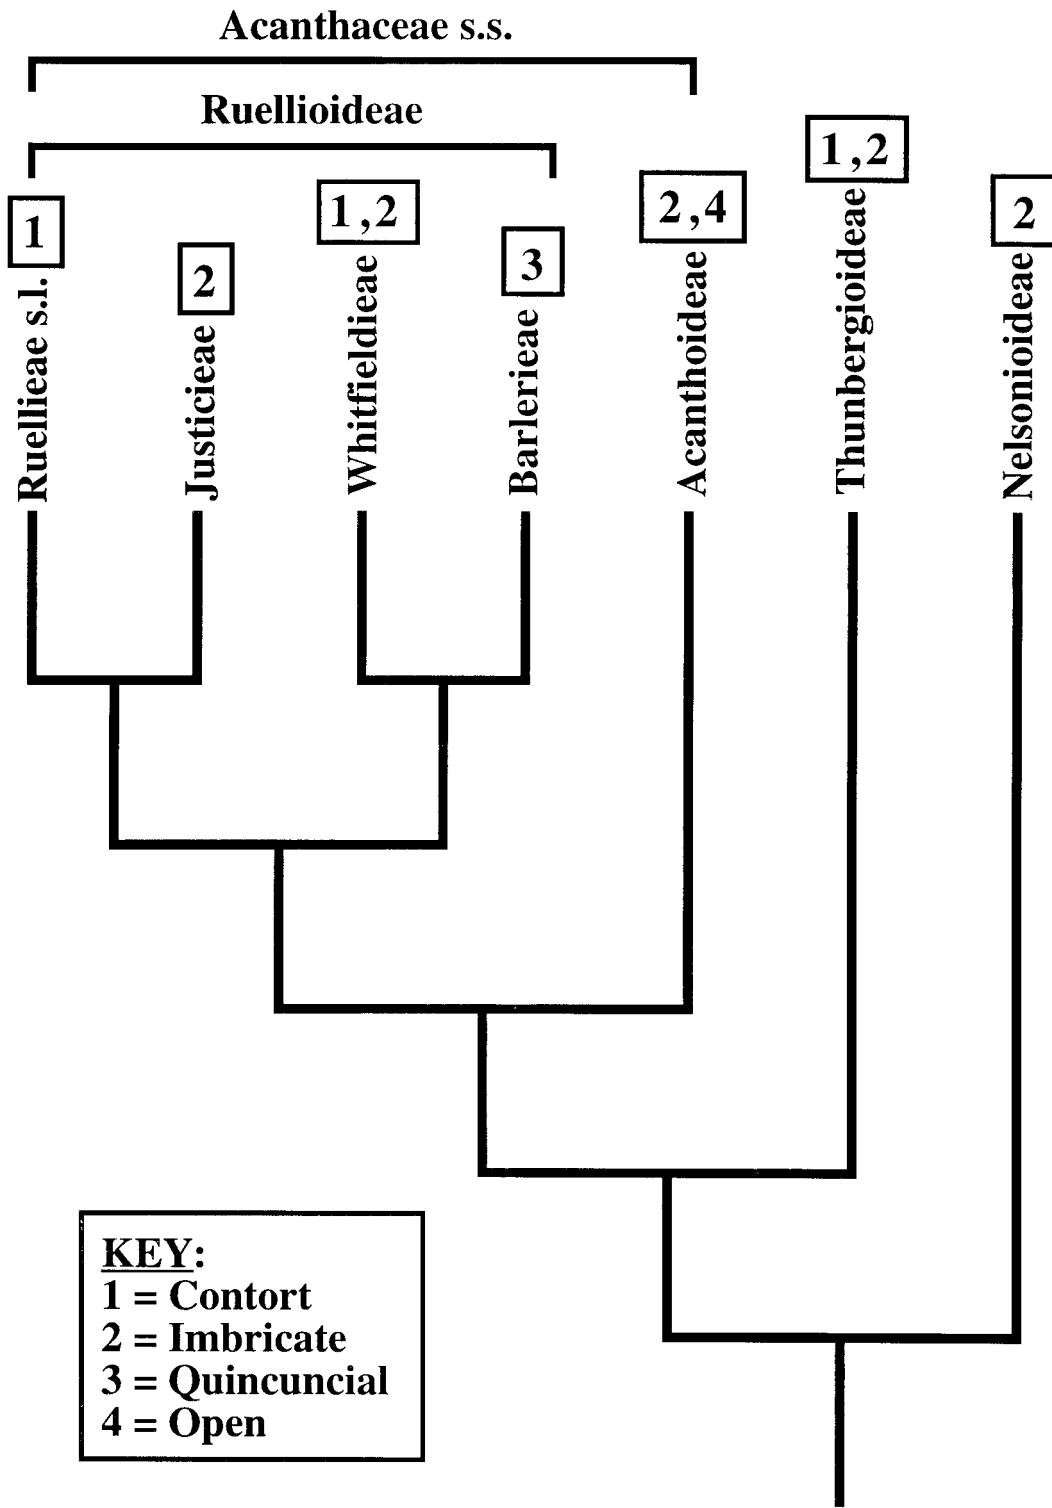 Acanthaceae s.s.
Ruellioideae
1
2
1,2
3
2,4
1,2
2
Ruellieae s.l.
Justicieae
Whitfieldieae
Barlerieae
Acanthoideae
Thunbergioideae
Nelsonioideae
KEY:
1 = Contort
2 = Imbricate
3 = Quincuncial
4 = Open